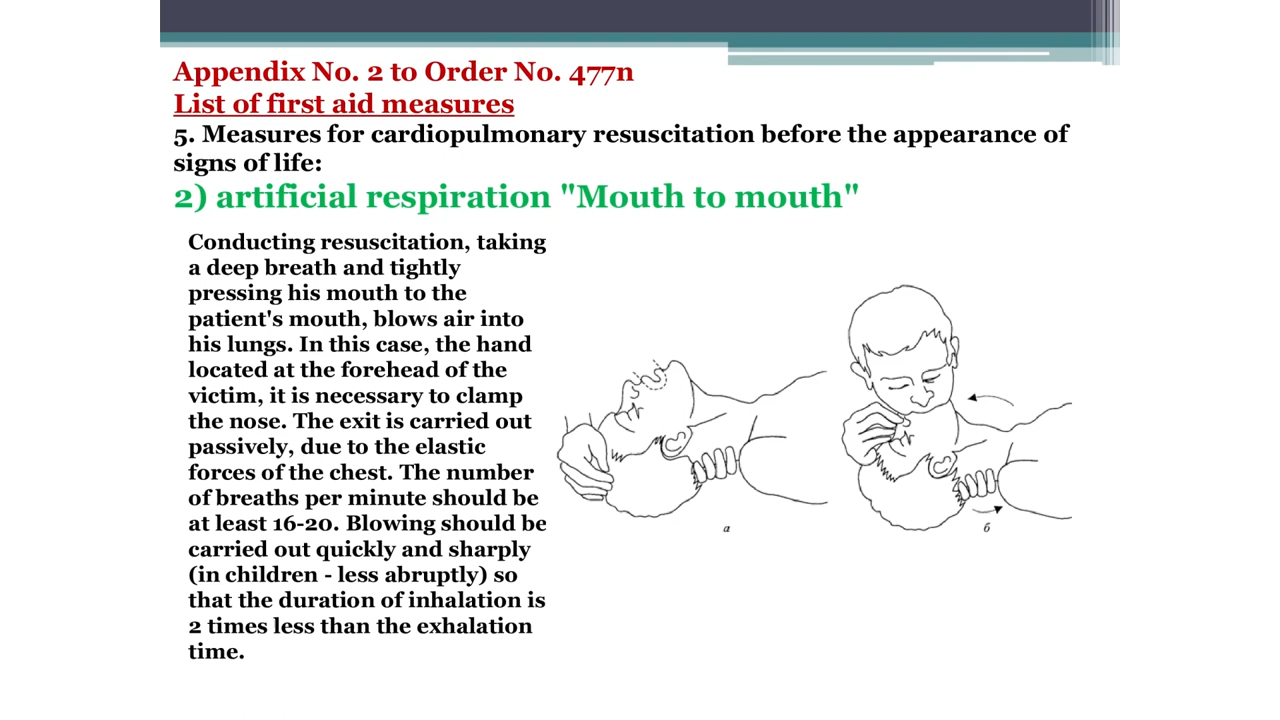 Appendix No. 2 to Order No. 477n
List of first aid measures
5. Measures for cardiopulmonary resuscitation before the appearance of
signs of life:
2) artificial respiration "Mouth to mouth"
Conducting resuscitation, taking
a deep breath and tightly
pressing his mouth to the
patient's mouth, blows air into
his lungs. In this case, the hand
located at the forehead of the
victim, it is necessary to clamp
the nose. The exit is carried out
passively, due to the elastic
forces of the chest. The number
of breaths per minute should be
at least 16-20. Blowing should be
carried out quickly and sharply
(in children - less abruptly) so
that the duration of inhalation is
2 times less than the exhalation
time.
а
б